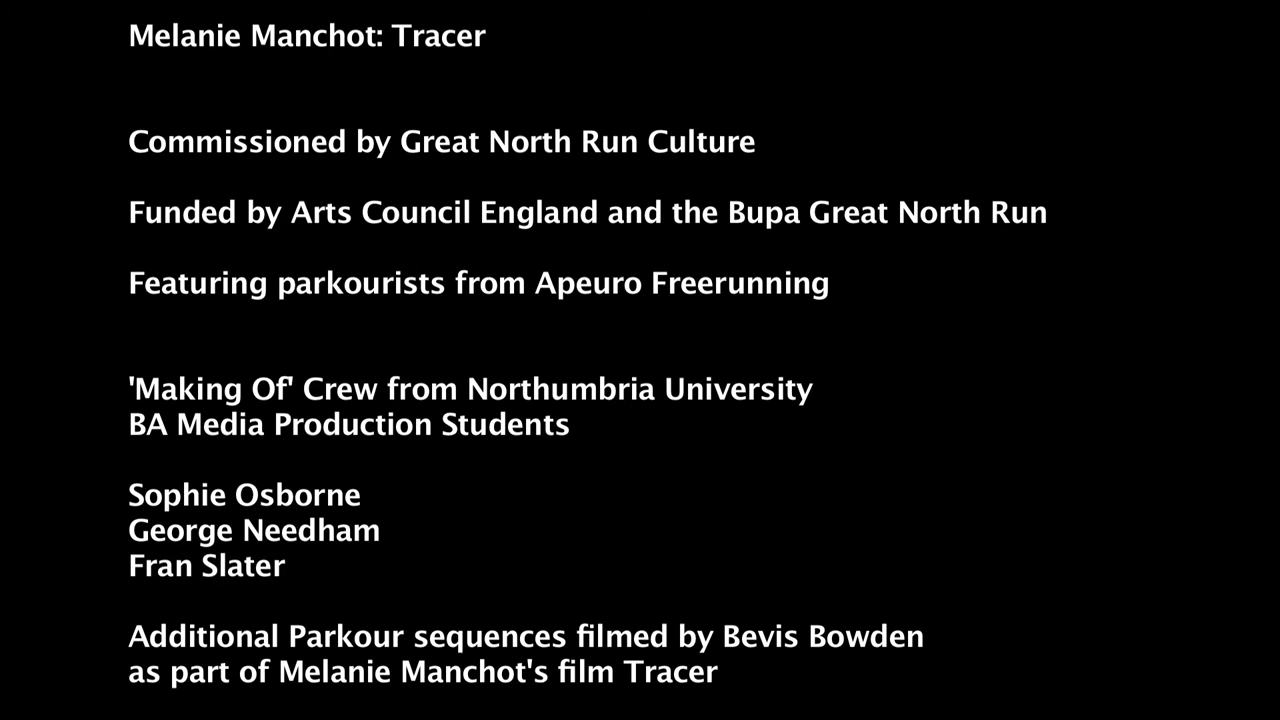 Melanie Manchot: Tracer
Commissioned by Great North Run Culture
Funded by Arts Council England and the Bupa Great North Run
Featuring parkourists from Apeuro Freerunning
'Making Of' Crew from Northumbria University
BA Media Production Students
Sophie Osborne
George Needham
Fran Slater
Additional Parkour sequences filmed by Bevis Bowden
as part of Melanie Manchot's film Tracer